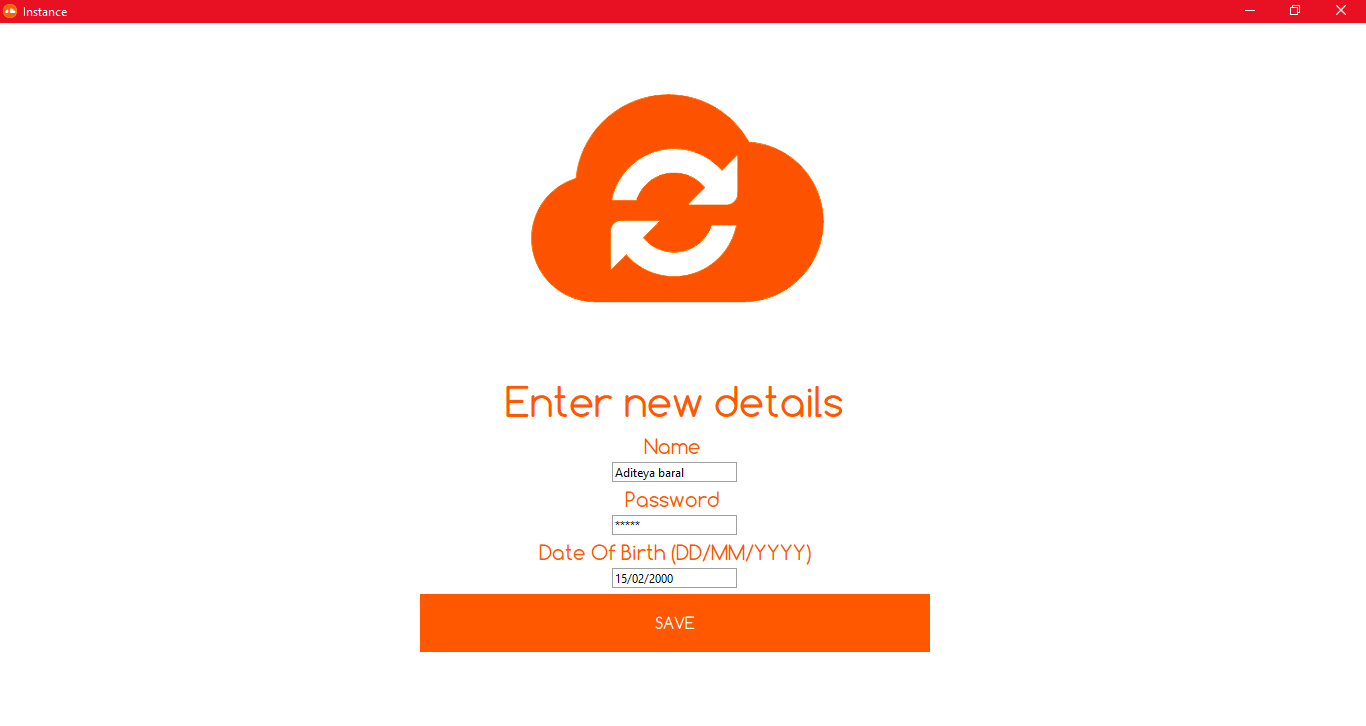 Instance
Enter new details
Name
Aditeya baral
Password
*****
Date Of Birth (DD/MM/YYYY)
15/02/2000
SAVE